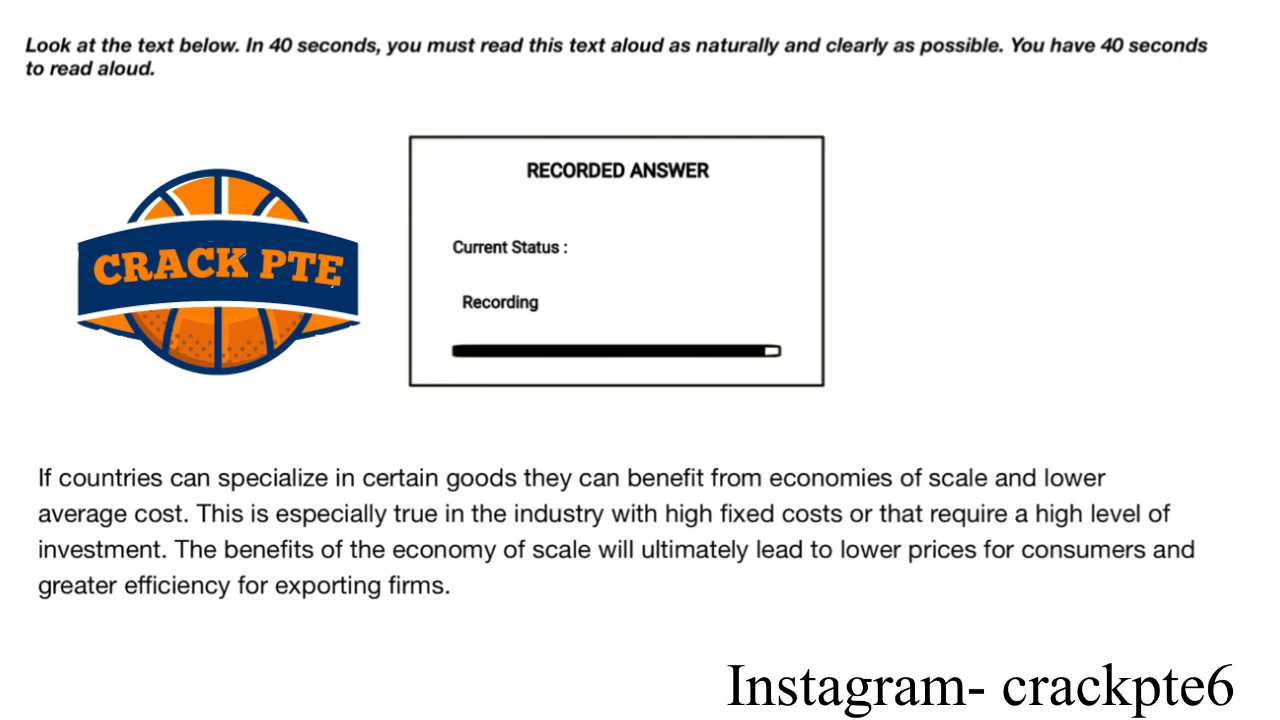 Look at the text below. In 40 seconds, you must read this text aloud as naturally and clearly as possible. You have 40 seconds
to read aloud.
RECORDED ANSWER
CRACK PTE
Current Status :
Recording
If countries can specialize in certain goods they can benefit from economies of scale and lower
average cost. This is especially true in the industry with high fixed costs or that require a high level of
investment. The benefits of the economy of scale will ultimately lead to lower prices for consumers and
greater efficiency for exporting firms.
Instagram- crackpte6